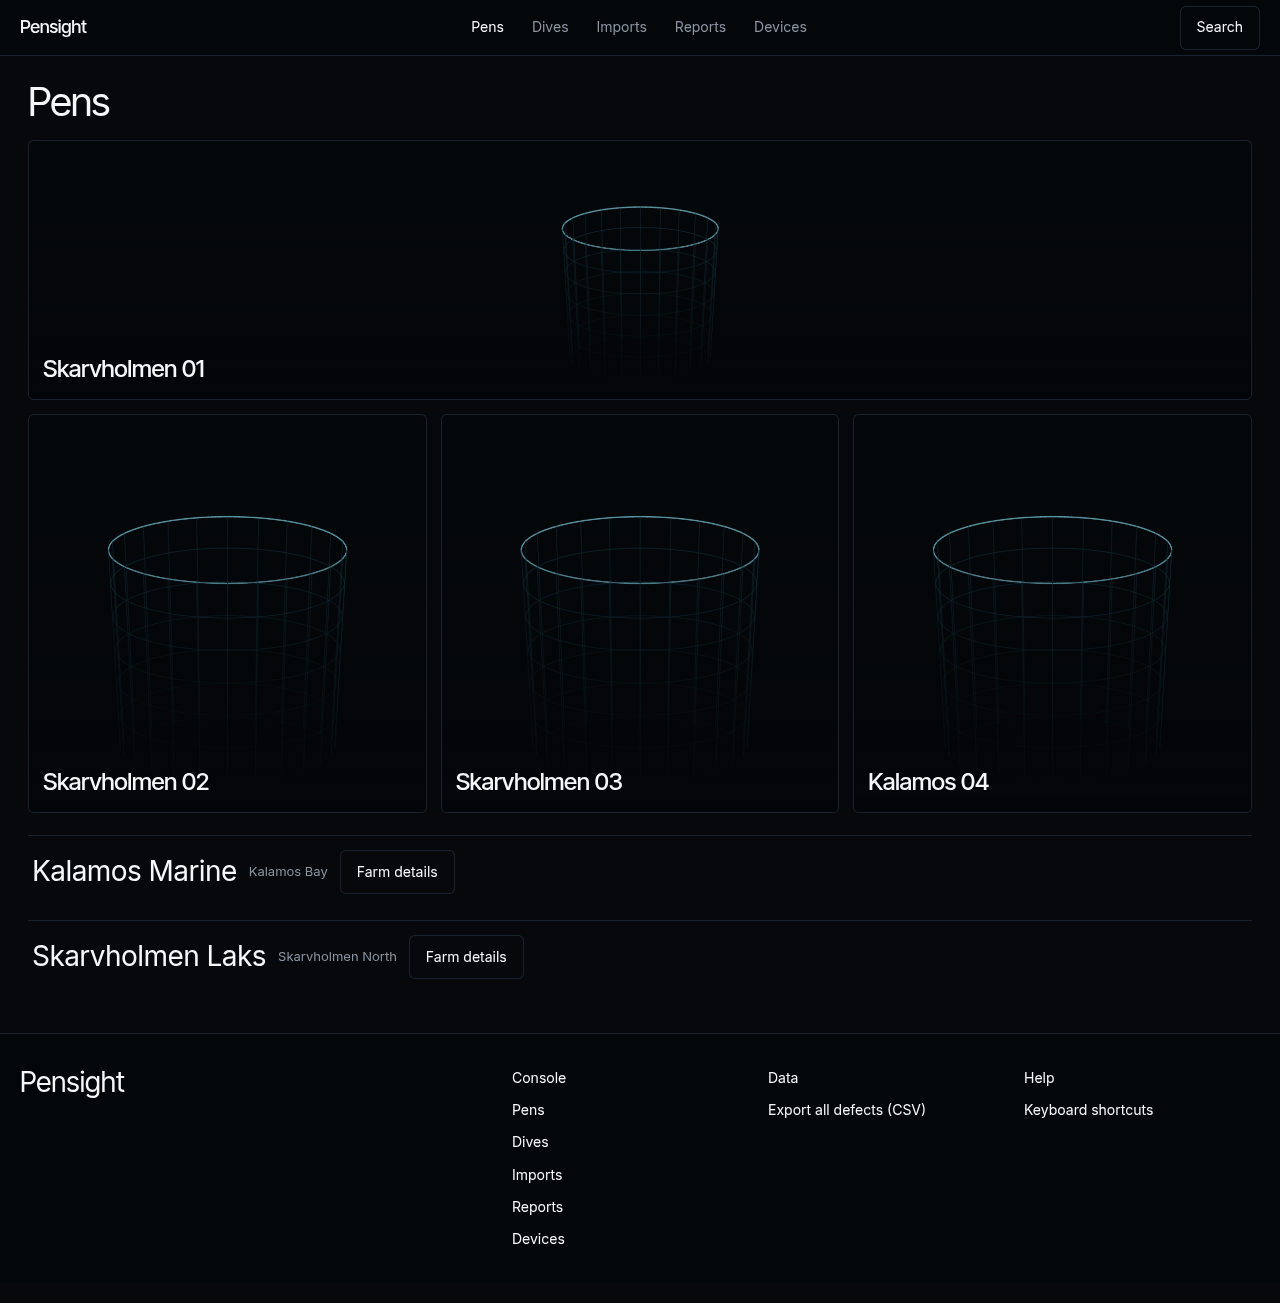 Pensight
Pens
Dives
Imports
Reports
Devices
Search
Pens
Skarvholmen 01
Skarvholmen 02
Skarvholmen 03
Kalamos 04
Kalamos Marine
Kalamos Bay
Farm details
Skarvholmen Laks
Skarvholmen North
Farm details
Pensight
Console
Pens
Dives
Imports
Reports
Devices
Data
Export all defects (CSV)
Help
Keyboard shortcuts